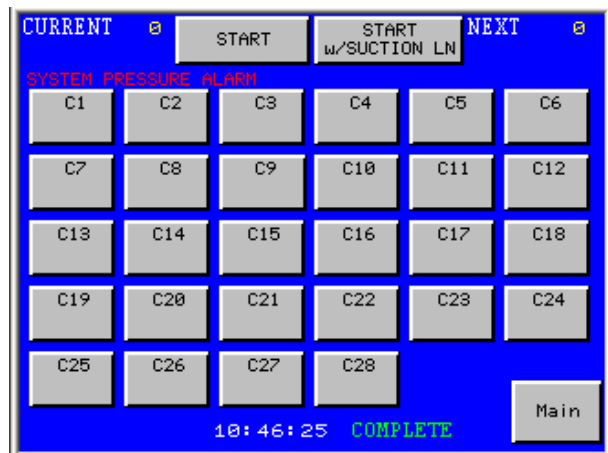 CURRENT 0 START START w/SUCTION LN NEXT 0
SYSTEM PRESSURE ALARM
C1 C2 C3 C4 C5 C6
C7 C8 C9 C10 C11 C12
C13 C14 C15 C16 C17 C18
C19 C20 C21 C22 C23 C24
C25 C26 C27 C28
Main
10:46:25 COMPLETE